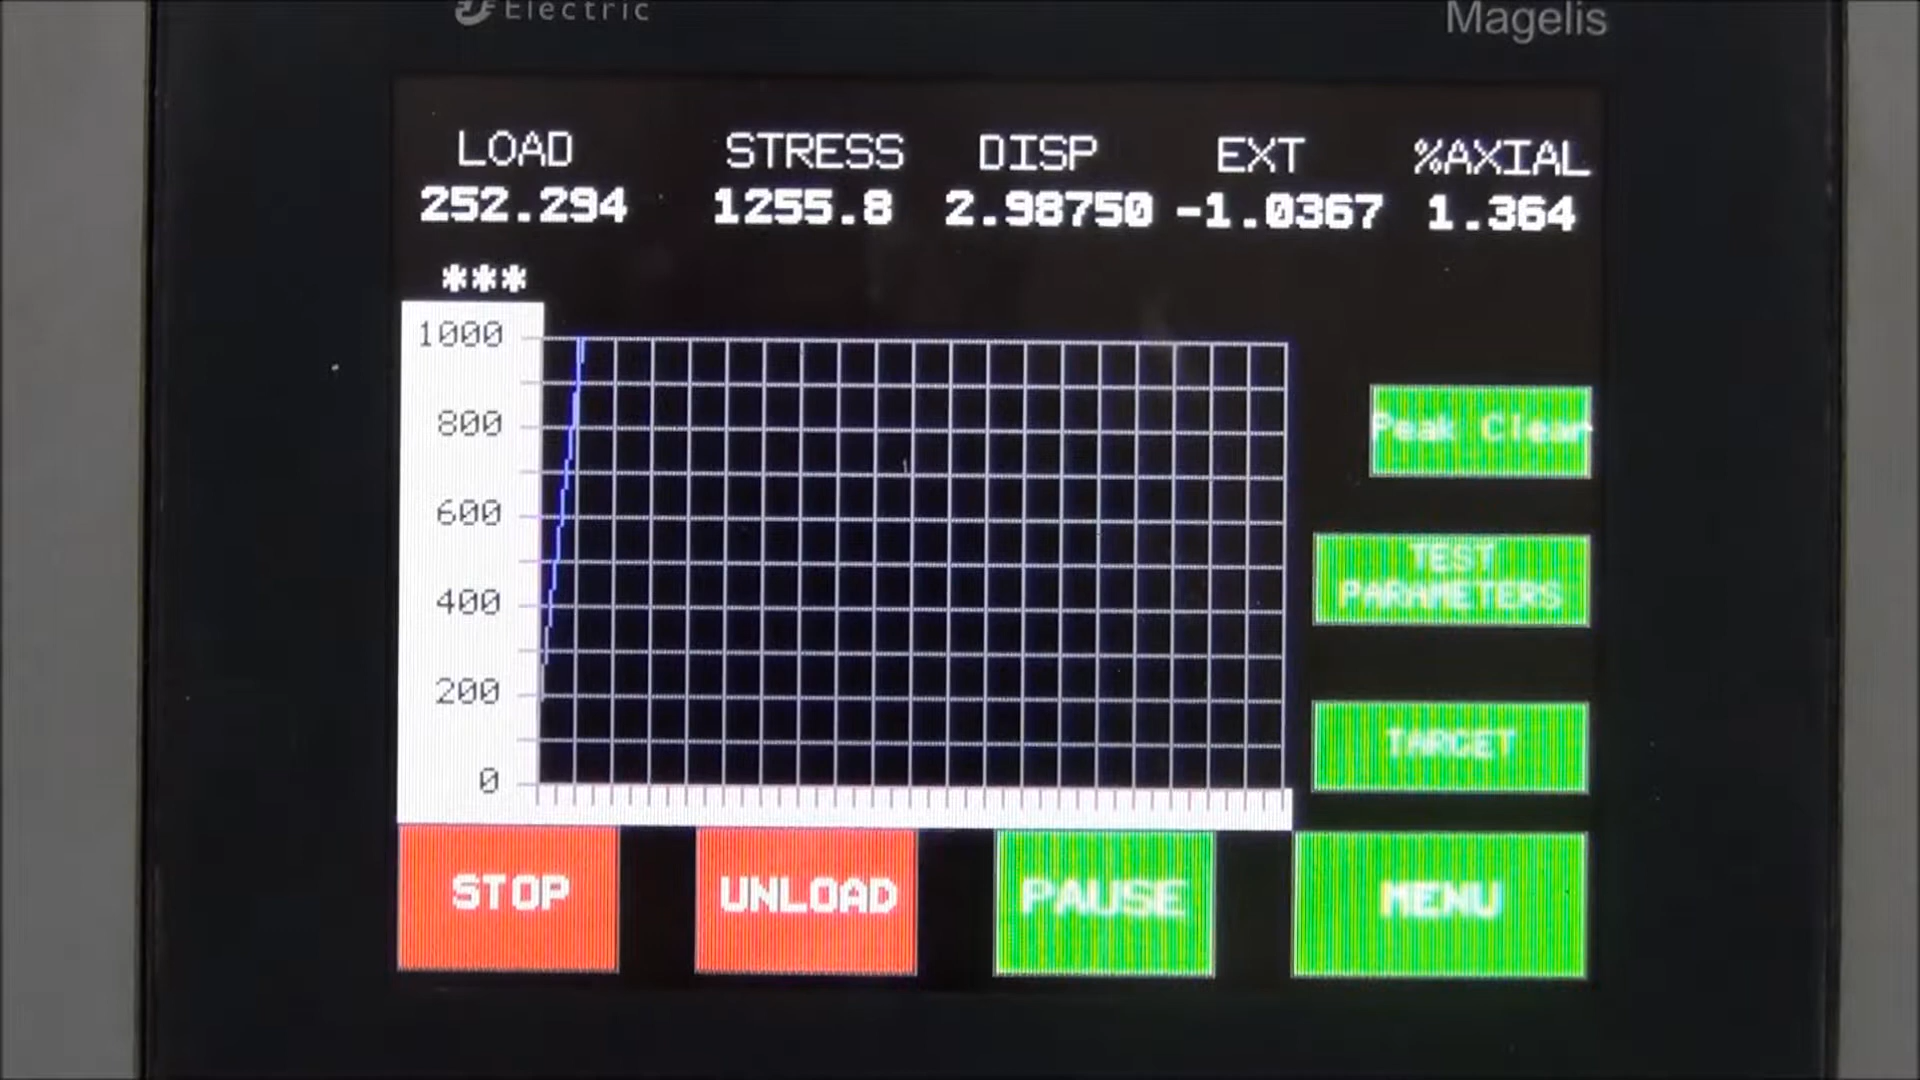 Electric Magelis
LOAD STRESS DISP EXT %AXIAL
252.294 1255.8 2.98750 -1.0367 1.364
***
1000
800
600
400
200
0
Peak Clear
TEST
PARAMETERS
TARGET
STOP UNLOAD PAUSE MENU